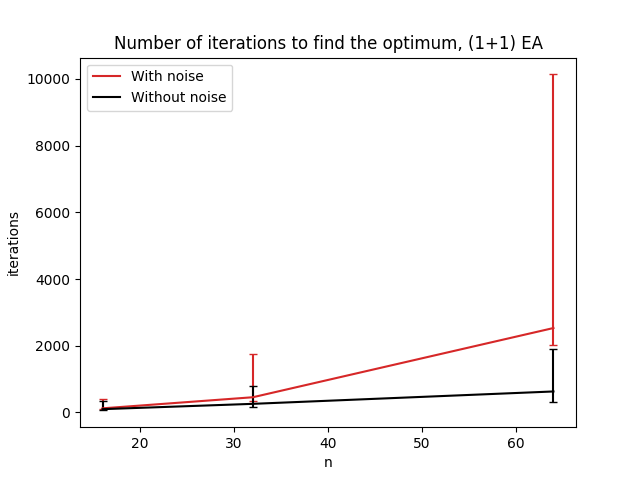 Number of iterations to find the optimum, (1+1) EA
With noise
Without noise
10000
8000
6000
4000
2000
0
iterations
20 30 40 50 60
n